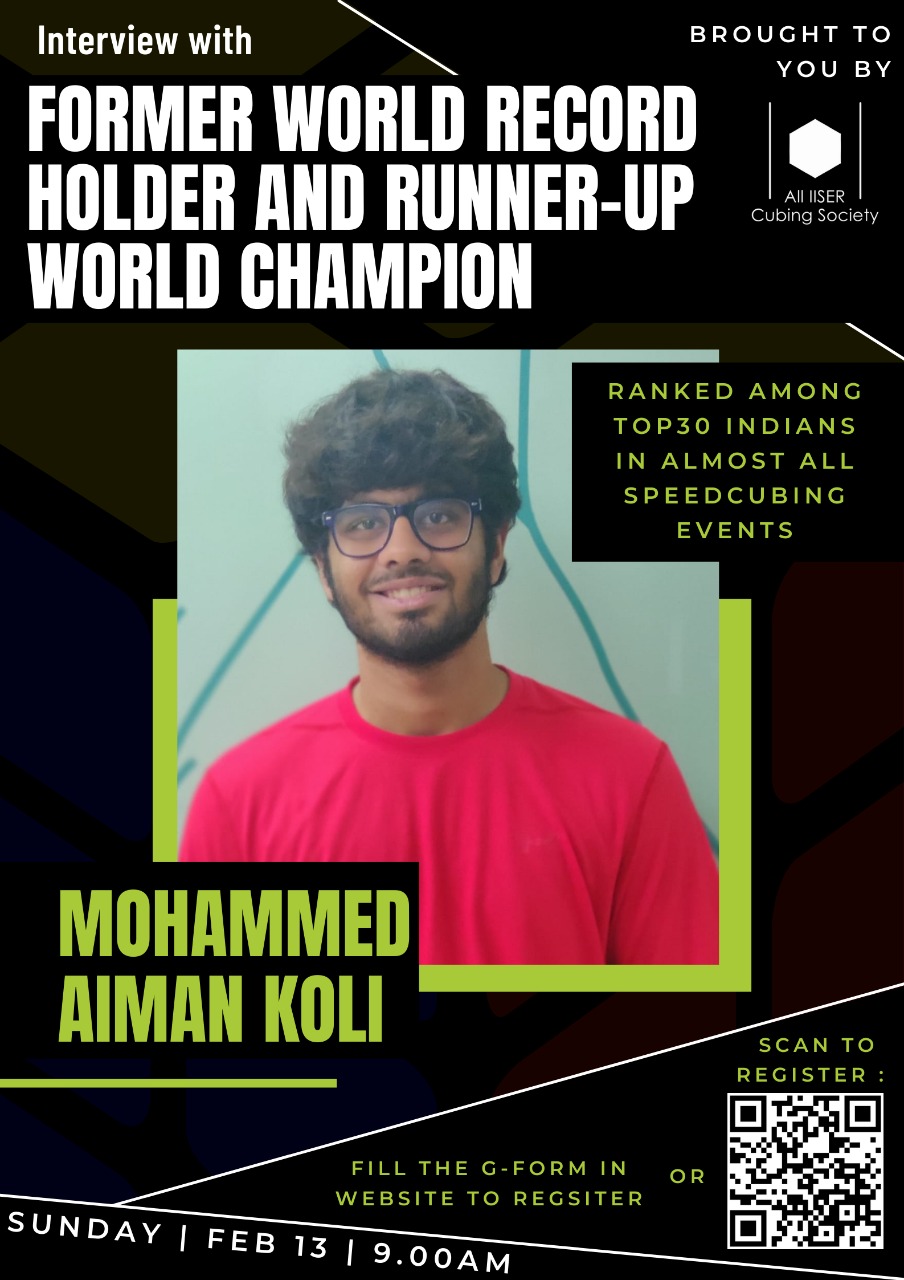 Interview with
FORMER WORLD RECORD
HOLDER AND RUNNER-UP
WORLD CHAMPION
BROUGHT TO
YOU BY
All IISER
Cubing Society
RANKED AMONG
TOP30 INDIANS
IN ALMOST ALL
SPEEDCUBING
EVENTS
MOHAMMED
AIMAN KOLI
SCAN TO
REGISTER :
FILL THE G-FORM IN
WEBSITE TO REGSITER
OR
SUNDAY | FEB 13 | 9.00AM